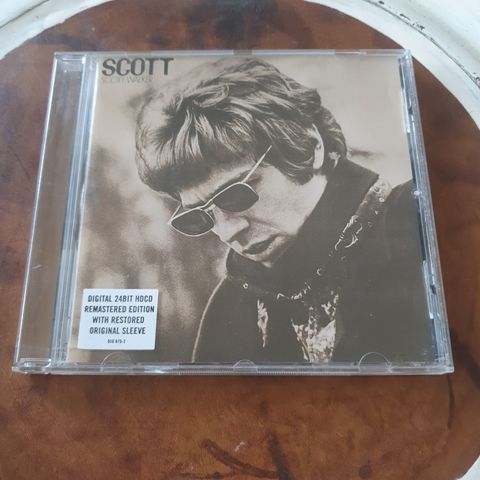 SCOTT
SCOTT WALKER
DIGITAL 24BIT HDCD
REMASTERED EDITION
WITH RESTORED
ORIGINAL SLEEVE